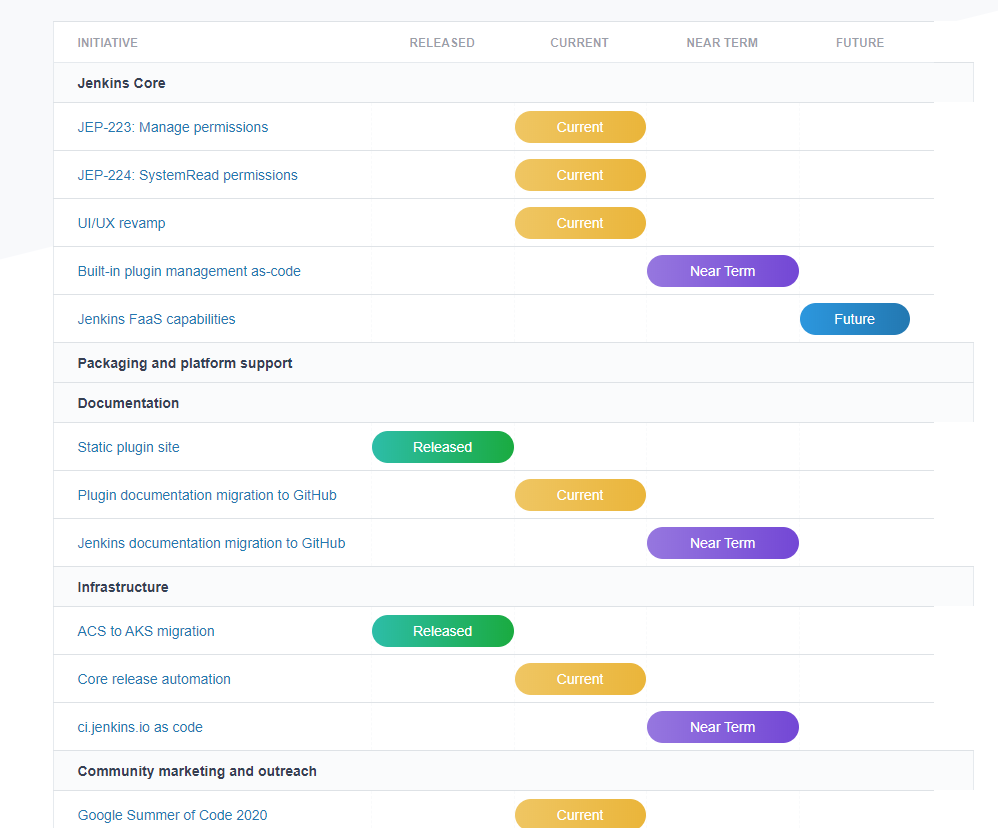 INITIATIVE RELEASED CURRENT NEAR TERM FUTURE
Jenkins Core
JEP-223: Manage permissions Current
JEP-224: SystemRead permissions Current
UI/UX revamp Current
Built-in plugin management as-code Near Term
Jenkins FaaS capabilities Future
Packaging and platform support
Documentation
Static plugin site Released
Plugin documentation migration to GitHub Current
Jenkins documentation migration to GitHub Near Term
Infrastructure
ACS to AKS migration Released
Core release automation Current
ci.jenkins.io as code Near Term
Community marketing and outreach
Google Summer of Code 2020 Current